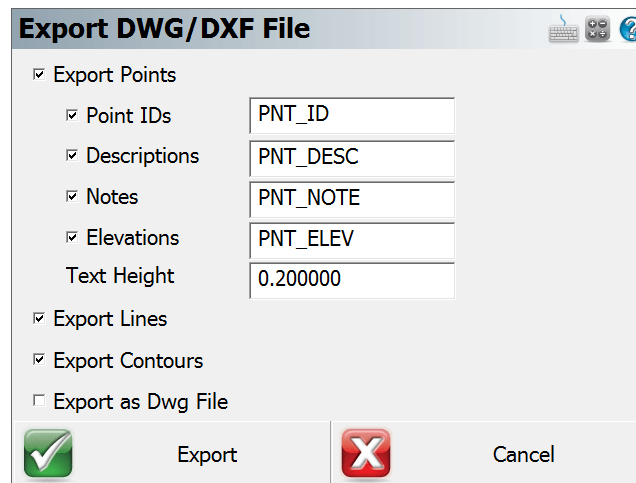 Export DWG/DXF File
Export Points
Point IDs PNT_ID
Descriptions PNT_DESC
Notes PNT_NOTE
Elevations PNT_ELEV
Text Height 0.200000
Export Lines
Export Contours
Export as Dwg File
Export Cancel